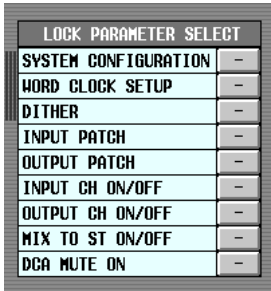 LOCK PARAMETER SELECT
SYSTEM CONFIGURATION -
WORD CLOCK SETUP -
DITHER -
INPUT PATCH -
OUTPUT PATCH -
INPUT CH ON/OFF -
OUTPUT CH ON/OFF -
MIX TO ST ON/OFF -
DCA MUTE ON -